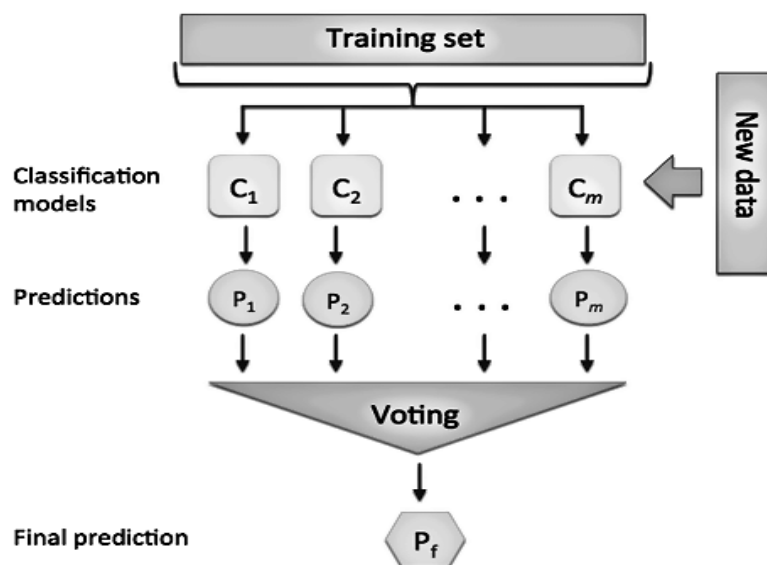 Training set
New data
Classification
models
C1 C2 . . . Cm
Predictions
P1 P2 . . . Pm
Voting
Final prediction
Pf